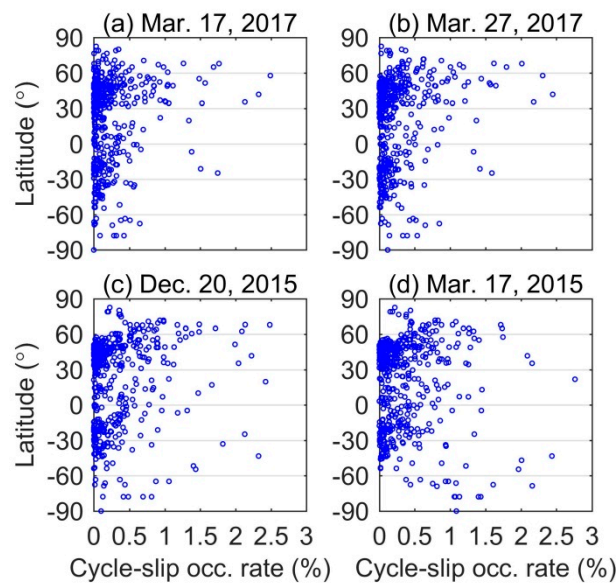 (a) Mar. 17, 2017
(b) Mar. 27, 2017
Latitude (°)
90
60
30
0
-30
-60
-90
90
60
30
0
-30
-60
-90
(c) Dec. 20, 2015
(d) Mar. 17, 2015
Latitude (°)
90
60
30
0
-30
-60
-90
90
60
30
0
-30
-60
-90
0 0.5 1 1.5 2 2.5 3
0 0.5 1 1.5 2 2.5 3
Cycle-slip occ. rate (%)
Cycle-slip occ. rate (%)